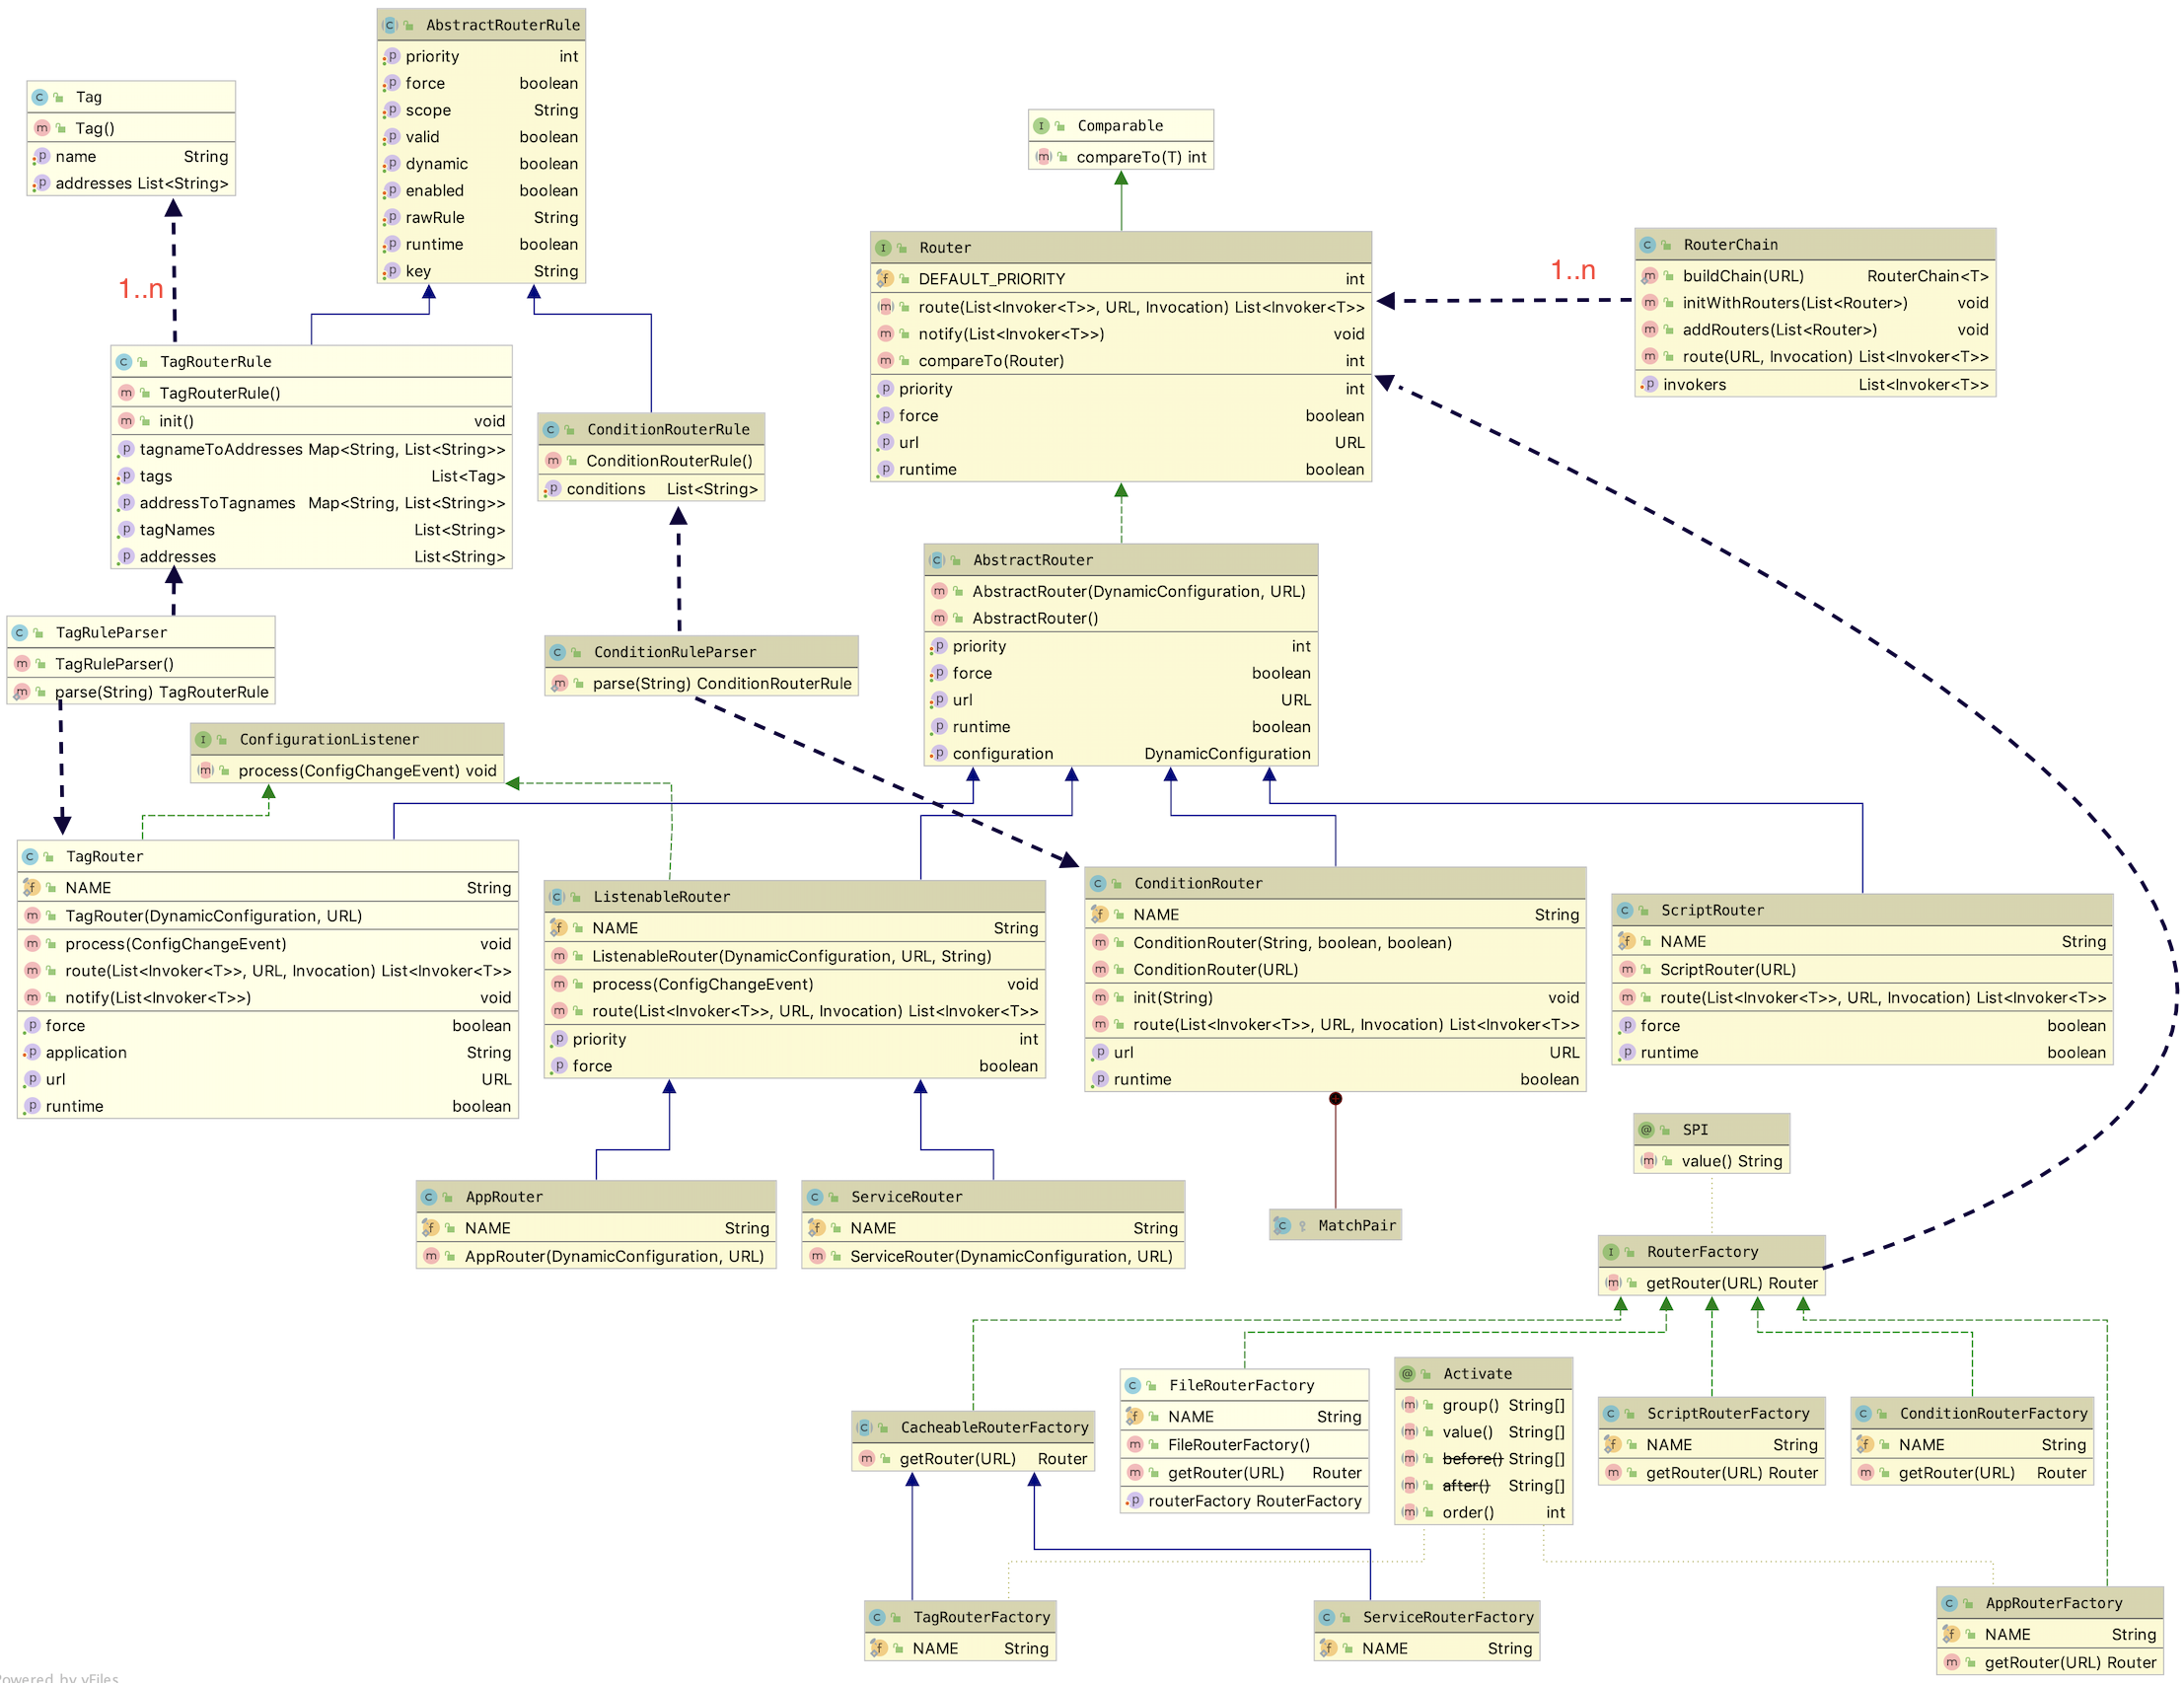 AbstractRouterRule
priority int
force boolean
scope String
valid boolean
dynamic boolean
enabled boolean
rawRule String
runtime boolean
key String
Tag
Tag()
name String
addresses List<String>
Comparable
compareTo(T) int
1..n
Router
DEFAULT_PRIORITY int
route(List<Invoker<T>>, URL, Invocation) List<Invoker<T>>
notify(List<Invoker<T>>) void
compareTo(Router) int
priority int
force boolean
url URL
runtime boolean
1..n
RouterChain
buildChain(URL) RouterChain<T>
initWithRouters(List<Router>) void
addRouters(List<Router>) void
route(URL, Invocation) List<Invoker<T>>
invokers List<Invoker<T>>
TagRouterRule
TagRouterRule()
init() void
tagnameToAddresses Map<String, List<String>>
tags List<Tag>
addressToTagnames Map<String, List<String>>
tagNames List<String>
addresses List<String>
ConditionRouterRule
ConditionRouterRule()
conditions List<String>
AbstractRouter
AbstractRouter(DynamicConfiguration, URL)
AbstractRouter()
priority int
force boolean
url URL
runtime boolean
configuration DynamicConfiguration
TagRuleParser
TagRuleParser()
parse(String) TagRouterRule
ConditionRuleParser
parse(String) ConditionRouterRule
ConfigurationListener
process(ConfigChangeEvent) void
TagRouter
NAME String
TagRouter(DynamicConfiguration, URL)
process(ConfigChangeEvent) void
route(List<Invoker<T>>, URL, Invocation) List<Invoker<T>>
notify(List<Invoker<T>>) void
force boolean
application String
url URL
runtime boolean
ListenableRouter
NAME String
ListenableRouter(DynamicConfiguration, URL, String)
process(ConfigChangeEvent) void
route(List<Invoker<T>>, URL, Invocation) List<Invoker<T>>
priority int
force boolean
ConditionRouter
NAME String
ConditionRouter(String, boolean, boolean)
ConditionRouter(URL)
init(String) void
route(List<Invoker<T>>, URL, Invocation) List<Invoker<T>>
url URL
runtime boolean
ScriptRouter
NAME String
ScriptRouter(URL)
route(List<Invoker<T>>, URL, Invocation) List<Invoker<T>>
force boolean
runtime boolean
AppRouter
NAME String
AppRouter(DynamicConfiguration, URL)
ServiceRouter
NAME String
ServiceRouter(DynamicConfiguration, URL)
MatchPair
SPI
value() String
RouterFactory
getRouter(URL) Router
CacheableRouterFactory
getRouter(URL) Router
FileRouterFactory
NAME String
FileRouterFactory()
getRouter(URL) Router
routerFactory RouterFactory
Activate
group() String[]
value() String[]
before() String[]
after() String[]
order() int
ScriptRouterFactory
NAME String
getRouter(URL) Router
ConditionRouterFactory
NAME String
getRouter(URL) Router
TagRouterFactory
NAME String
ServiceRouterFactory
NAME String
AppRouterFactory
NAME String
getRouter(URL) Router
Powered by yFiles